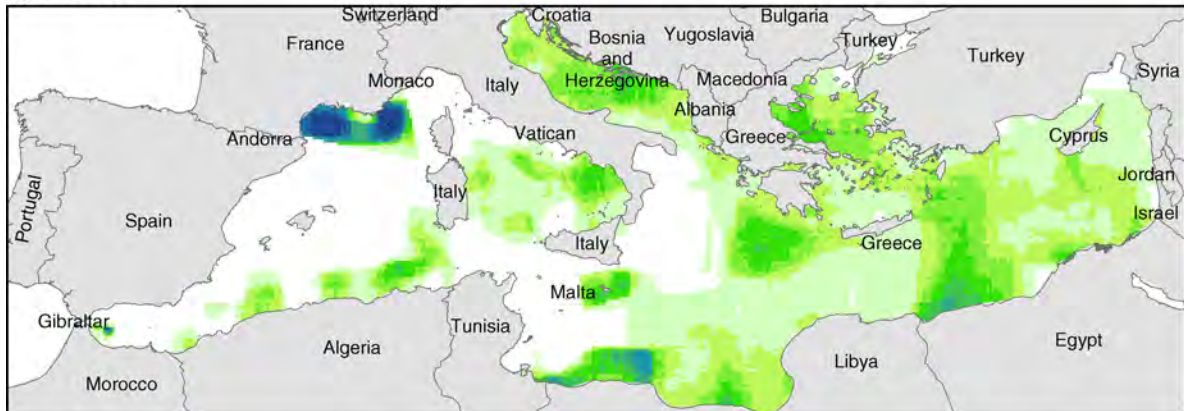 Switzerland
Croatia
Bulgaria
France
Bosnia
and
Herzegovina
Yugoslavia
Turkey
Turkey
Monaco
Italy
Macedonia
Syria
Albania
Andorra
Vatican
Greece
Cyprus
Portugal
Spain
Italy
Jordan
Israel
Italy
Greece
Malta
Gibraltar
Tunisia
Algeria
Libya
Egypt
Morocco